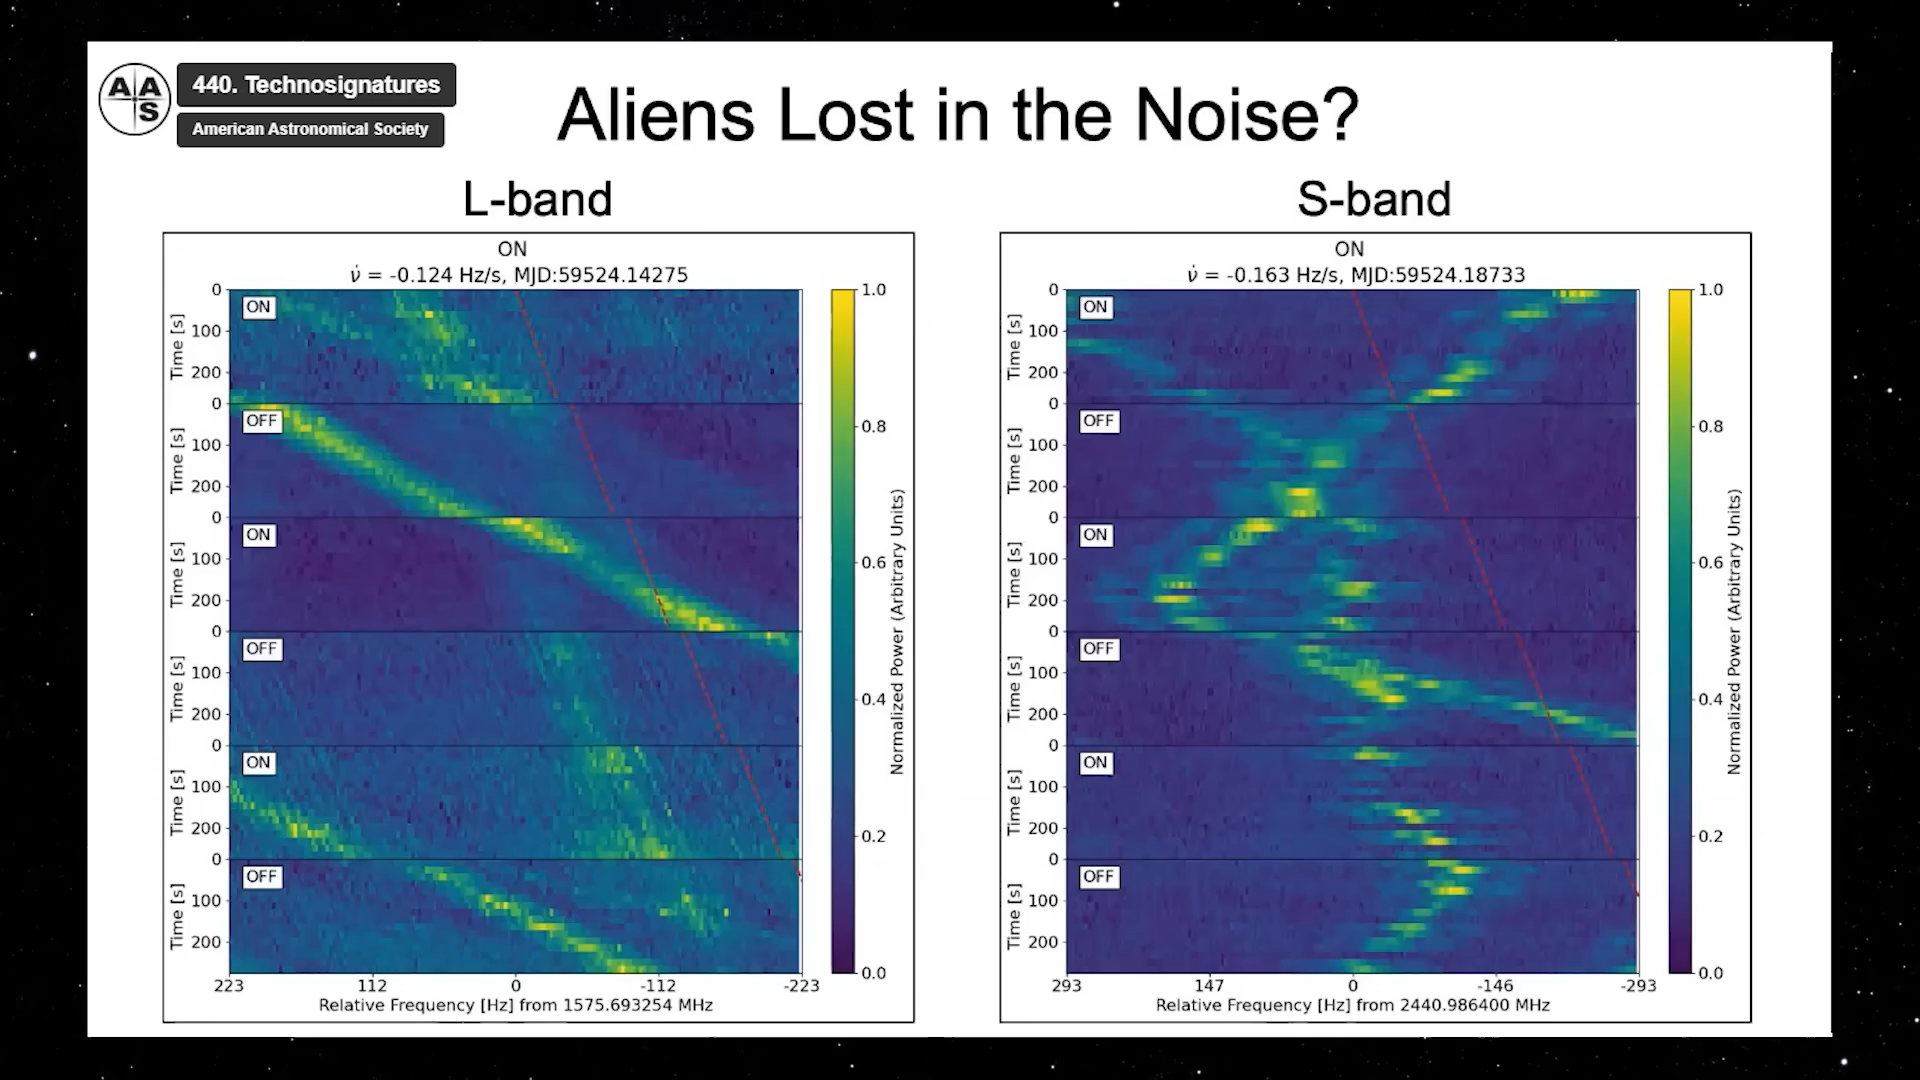 AAS
440. Technosignatures
American Astronomical Society
Aliens Lost in the Noise?
L-band
ON
ν̇ = -0.124 Hz/s, MJD:59524.14275
ON
OFF
ON
OFF
ON
OFF
0
100
200
0
100
200
0
100
200
0
100
200
0
100
200
0
100
200
Time [s]
Time [s]
Time [s]
Time [s]
Time [s]
Time [s]
223
112
0
-112
-223
Relative Frequency [Hz] from 1575.693254 MHz
1.0
0.8
0.6
0.4
0.2
0.0
Normalized Power (Arbitrary Units)
S-band
ON
ν̇ = -0.163 Hz/s, MJD:59524.18733
ON
OFF
ON
OFF
ON
OFF
0
100
200
0
100
200
0
100
200
0
100
200
0
100
200
0
100
200
Time [s]
Time [s]
Time [s]
Time [s]
Time [s]
Time [s]
293
147
0
-146
-293
Relative Frequency [Hz] from 2440.986400 MHz
1.0
0.8
0.6
0.4
0.2
0.0
Normalized Power (Arbitrary Units)